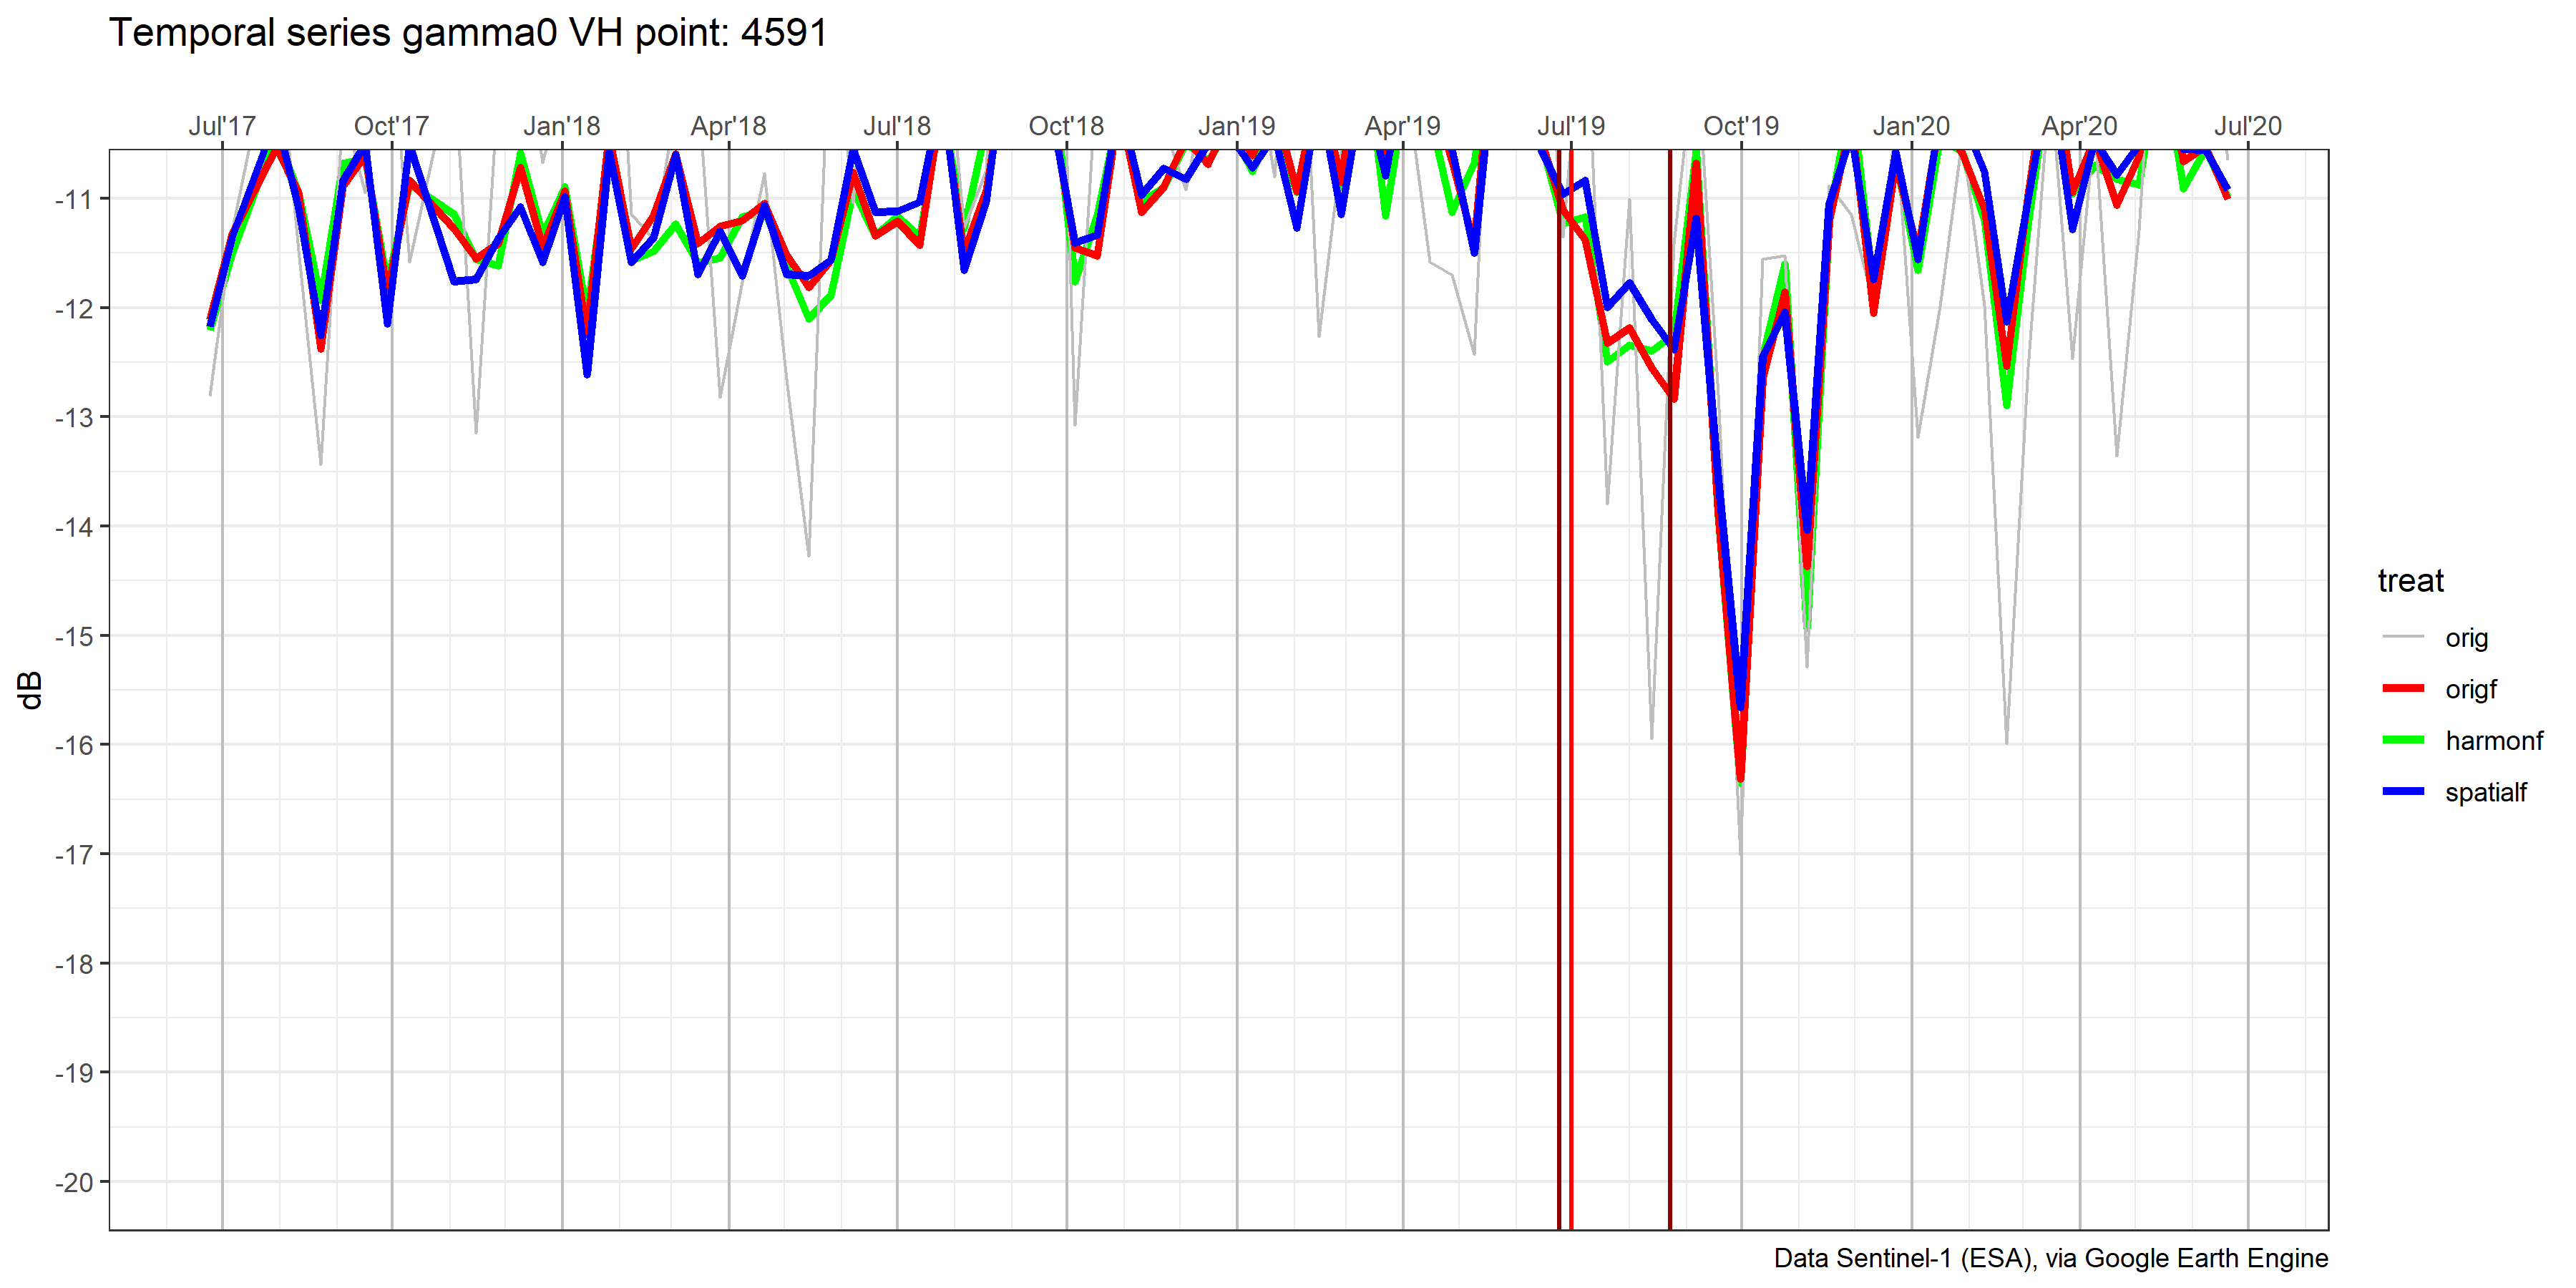 Temporal series gamma0 VH point: 4591
Jul'17 Oct'17 Jan'18 Apr'18 Jul'18 Oct'18 Jan'19 Apr'19 Jul'19 Oct'19 Jan'20 Apr'20 Jul'20
-11
-12
-13
-14
-15
-16
-17
-18
-19
-20
dB
treat
orig
origf
harmonf
spatialf
Data Sentinel-1 (ESA), via Google Earth Engine